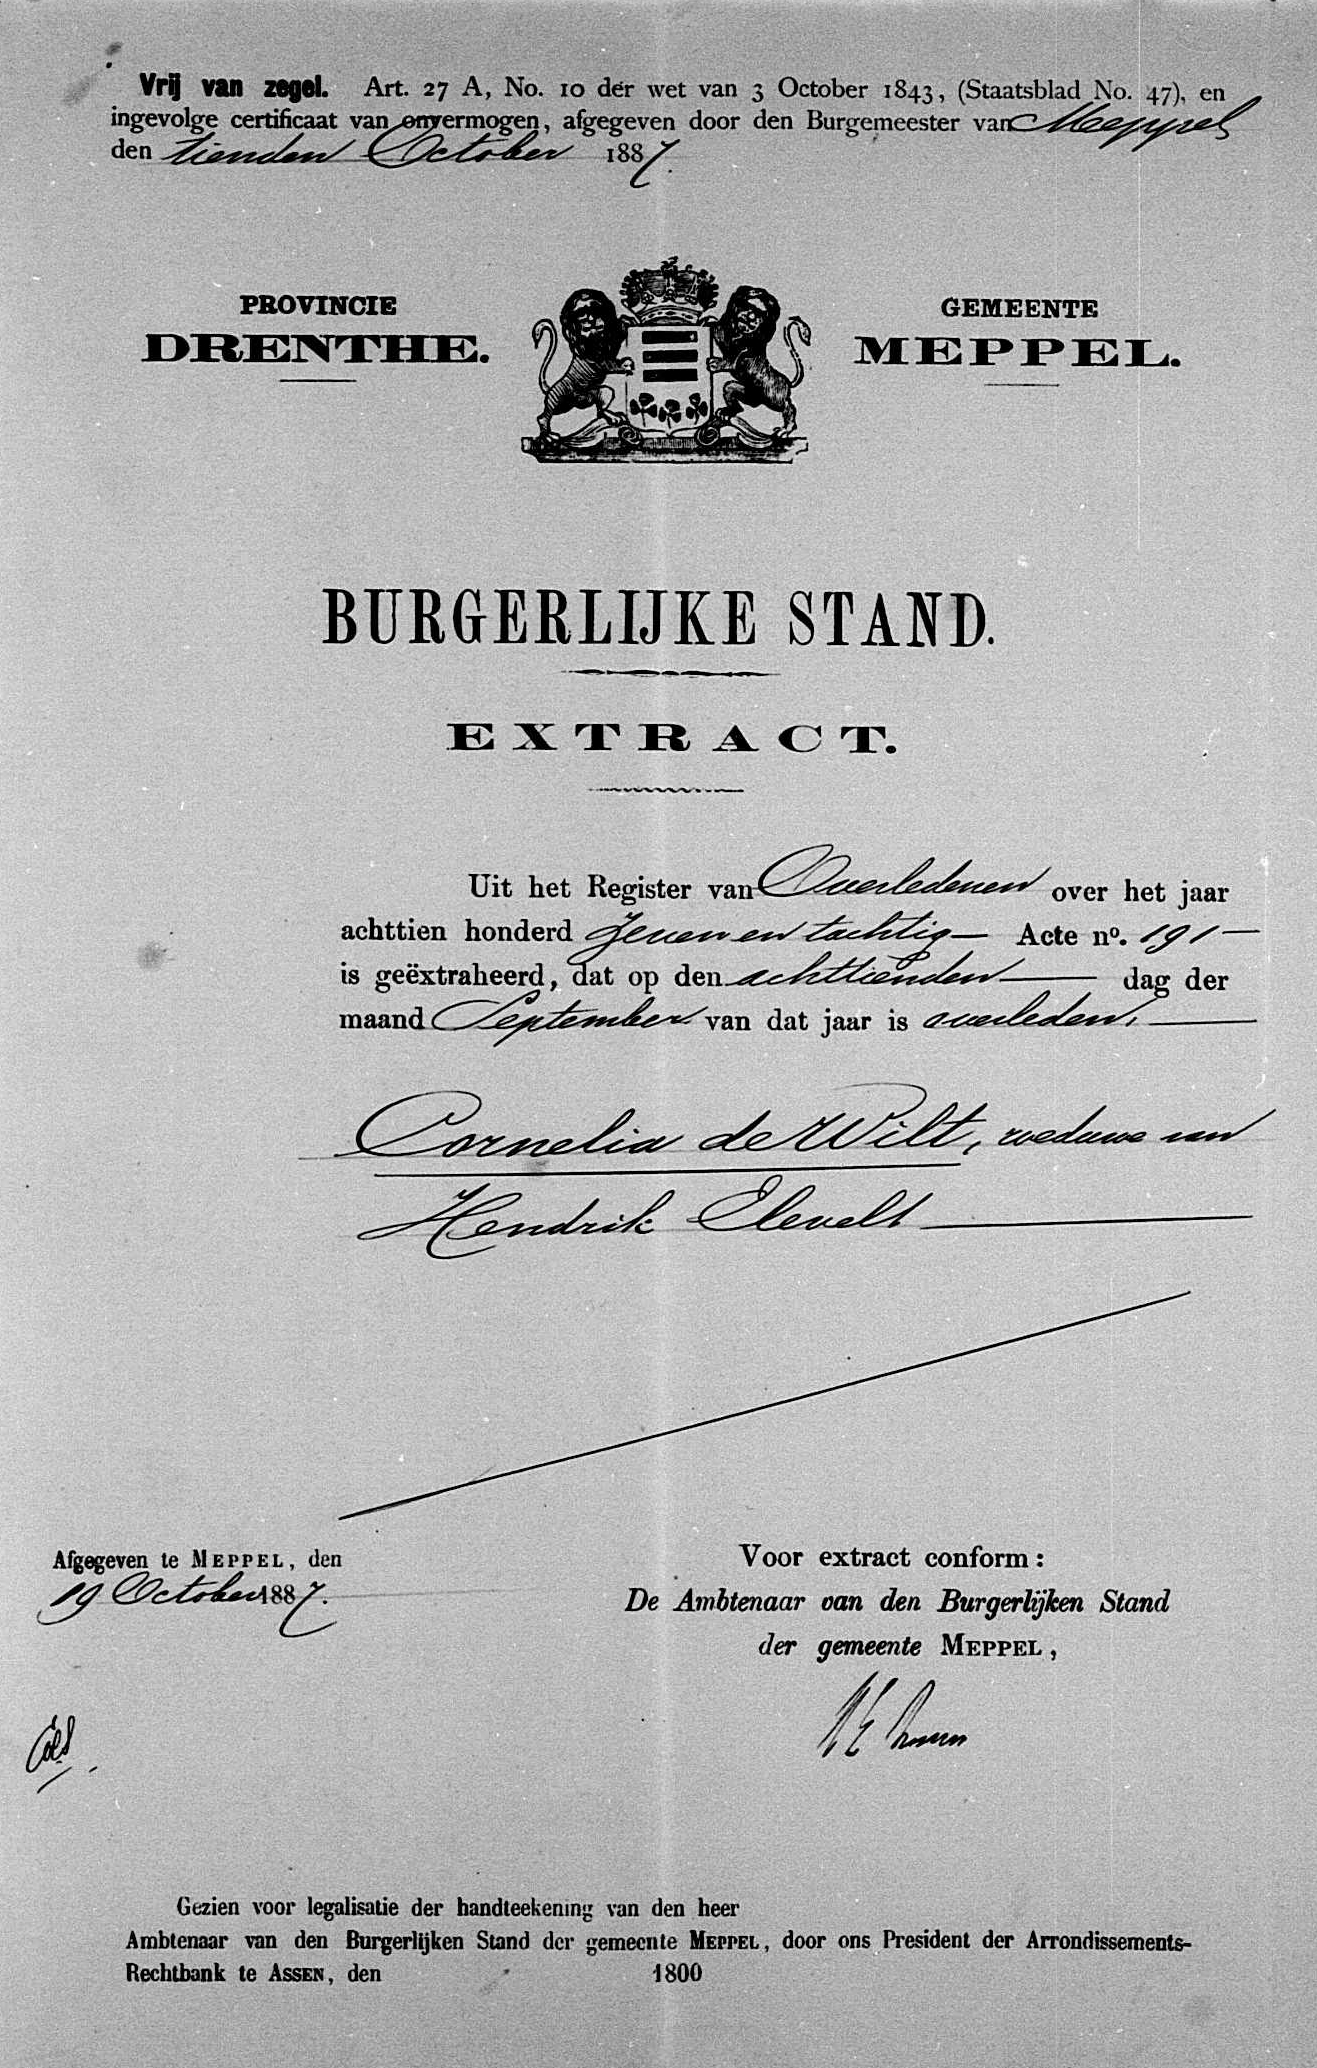 Vrij van zegel. Art. 27 A, No. 10 der wet van 3 October 1843, (Staatsblad No. 47), en
ingevolge certificaat van onvermogen, afgegeven door den Burgemeester van Meppel
den tienden October 1887.
PROVINCIE
DRENTHE.
GEMEENTE
MEPPEL.
BURGERLIJKE STAND.
EXTRACT.
Uit het Register van Overledenen over het jaar
achttien honderd zeven en tachtig — Acte no. 191 —
is geëxtraheerd, dat op den achttienden — dag der
maand September van dat jaar is overleden, —
Cornelia de Wilt, weduwe van
Hendrik Elevelt —
Afgegeven te MEPPEL, den
19 October 1887.
Voor extract conform:
De Ambtenaar van den Burgerlijken Stand
der gemeente MEPPEL,
Gezien voor legalisatie der handteekening van den heer
Ambtenaar van den Burgerlijken Stand der gemeente MEPPEL, door ons President der Arrondissements-
Rechtbank te ASSEN, den 1800